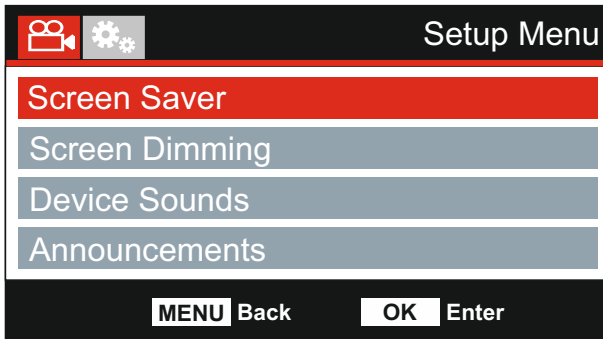 Setup Menu
Screen Saver
Screen Dimming
Device Sounds
Announcements
MENU Back OK Enter